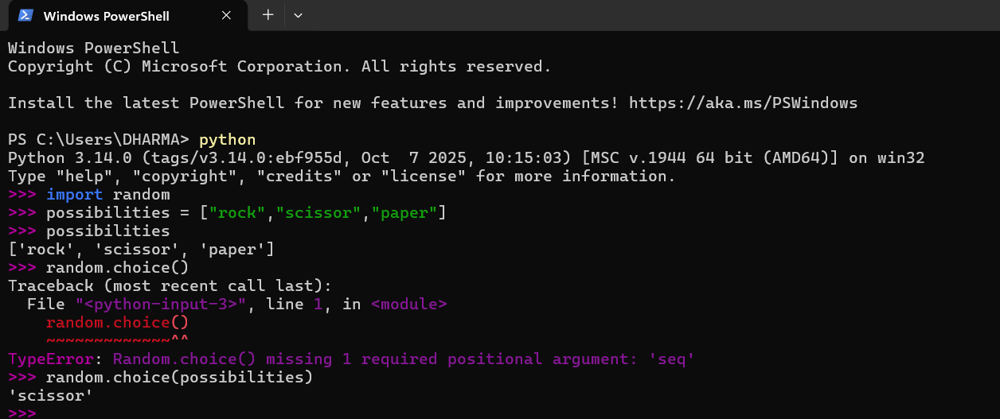 Windows PowerShell
Windows PowerShell
Copyright (C) Microsoft Corporation. All rights reserved.
Install the latest PowerShell for new features and improvements! https://aka.ms/PSWindows
PS C:\Users\DHARMA> python
Python 3.14.0 (tags/v3.14.0:ebf955d, Oct  7 2025, 10:15:03) [MSC v.1944 64 bit (AMD64)] on win32
Type "help", "copyright", "credits" or "license" for more information.
>>> import random
>>> possibilities = ["rock","scissor","paper"]
>>> possibilities
['rock', 'scissor', 'paper']
>>> random.choice()
Traceback (most recent call last):
  File "<python-input-3>", line 1, in <module>
    random.choice()
    ~~~~~~~~~~~~~^^
TypeError: Random.choice() missing 1 required positional argument: 'seq'
>>> random.choice(possibilities)
'scissor'
>>>